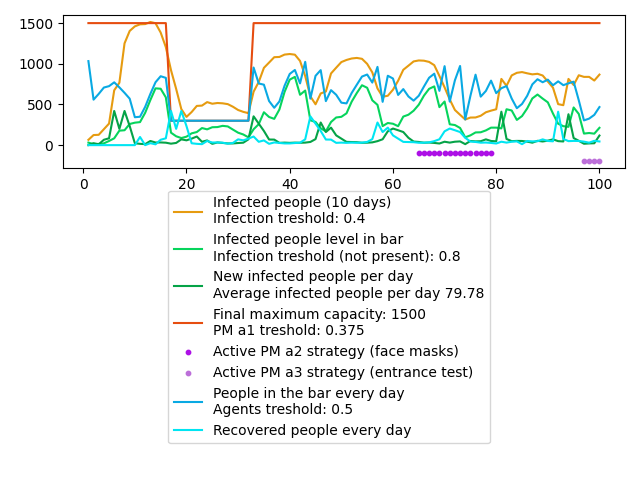 1500
1000
500
0
0 20 40 60 80 100
Infected people (10 days)
Infection treshold: 0.4
Infected people level in bar
Infection treshold (not present): 0.8
New infected people per day
Average infected people per day 79.78
Final maximum capacity: 1500
PM a1 treshold: 0.375
Active PM a2 strategy (face masks)
Active PM a3 strategy (entrance test)
People in the bar every day
Agents treshold: 0.5
Recovered people every day